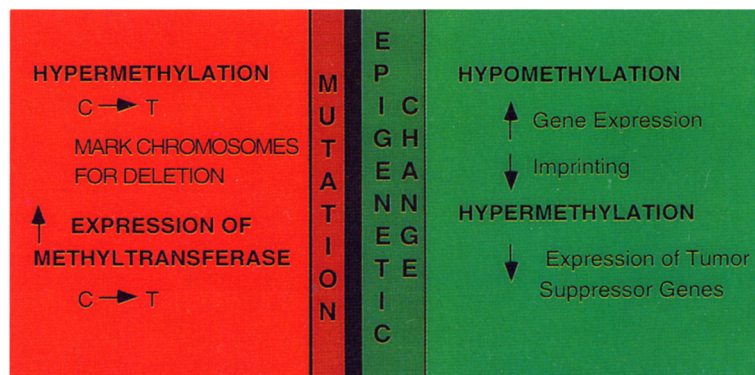 HYPERMETHYLATION
C → T
MARK CHROMOSOMES
FOR DELETION
↑ EXPRESSION OF
METHYLTRANSFERASE
C → T
MUTATION
EPIGENETIC
CHANGE
HYPOMETHYLATION
↑ Gene Expression
↓ Imprinting
HYPERMETHYLATION
↓ Expression of Tumor
Suppressor Genes